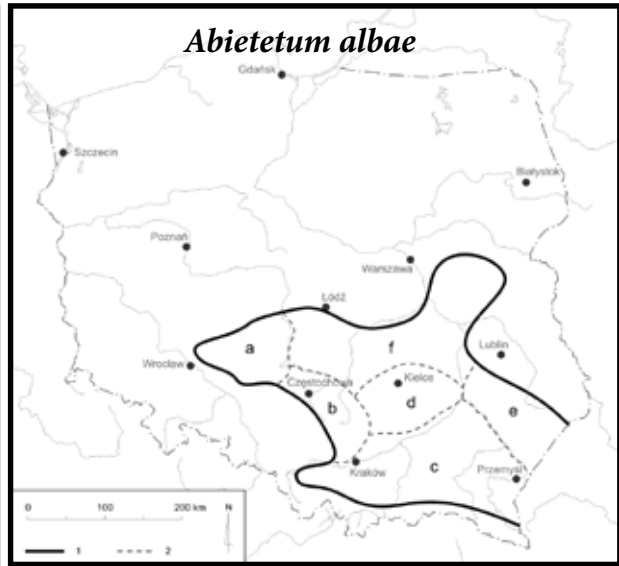 Abietetum albae
Gdańsk
Szczecin
Białystok
Poznań
Warszawa
Łódź
a
f
Lublin
Wrocław
Częstochowa
Kielce
b
d
e
Kraków
c
Przemyśl
0 100 200 km N
1 2